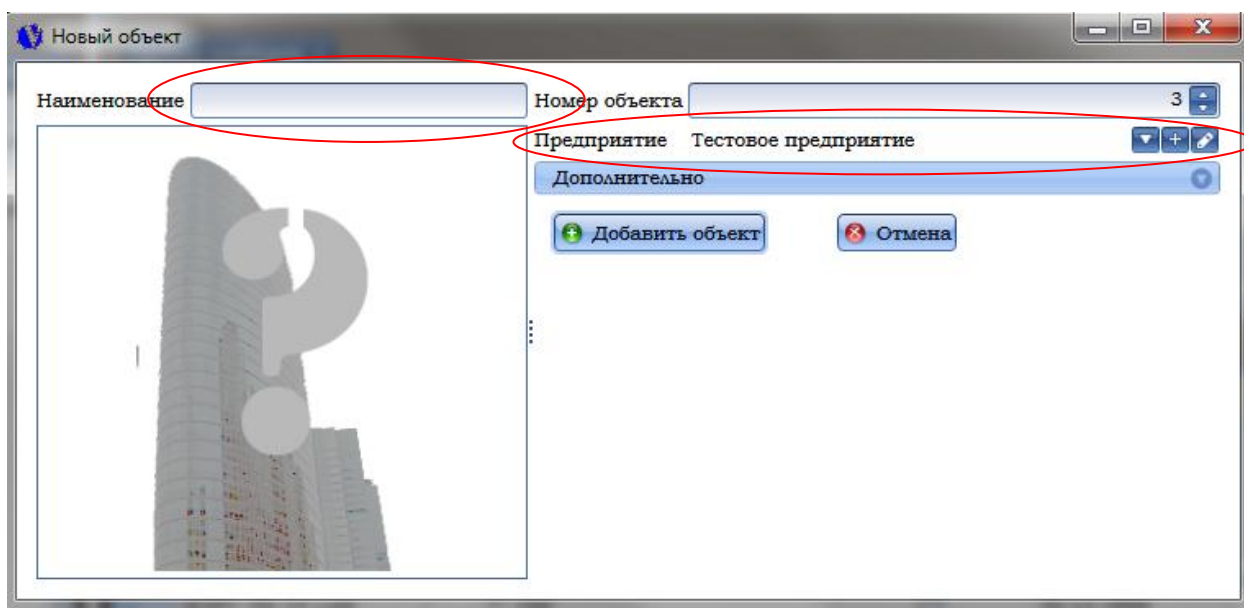 Новый объект
Наименование
Номер объекта 3
Предприятие Тестовое предприятие
Дополнительно
Добавить объект Отмена